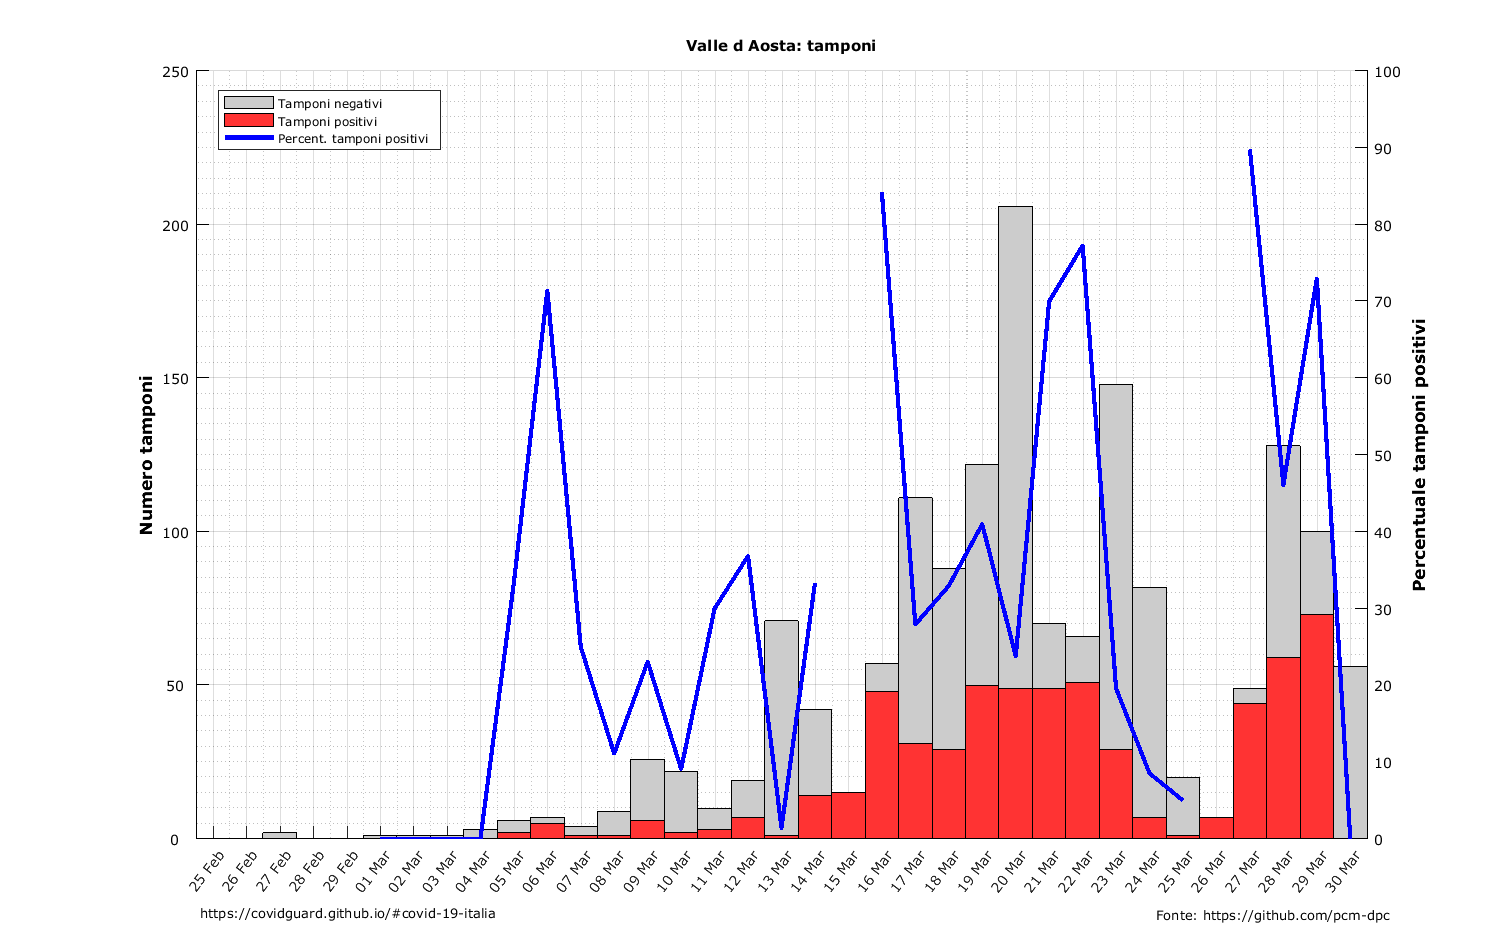 Valle d Aosta: tamponi
Tamponi negativi
Tamponi positivi
Percent. tamponi positivi
Numero tamponi
250
200
150
100
50
0
100
90
80
70
60
50
40
30
20
10
0
Percentuale tamponi positivi
25 Feb
26 Feb
27 Feb
28 Feb
29 Feb
01 Mar
02 Mar
03 Mar
04 Mar
05 Mar
06 Mar
07 Mar
08 Mar
09 Mar
10 Mar
11 Mar
12 Mar
13 Mar
14 Mar
15 Mar
16 Mar
17 Mar
18 Mar
19 Mar
20 Mar
21 Mar
22 Mar
23 Mar
24 Mar
25 Mar
26 Mar
27 Mar
28 Mar
29 Mar
30 Mar
https://covidguard.github.io/#covid-19-italia
Fonte: https://github.com/pcm-dpc